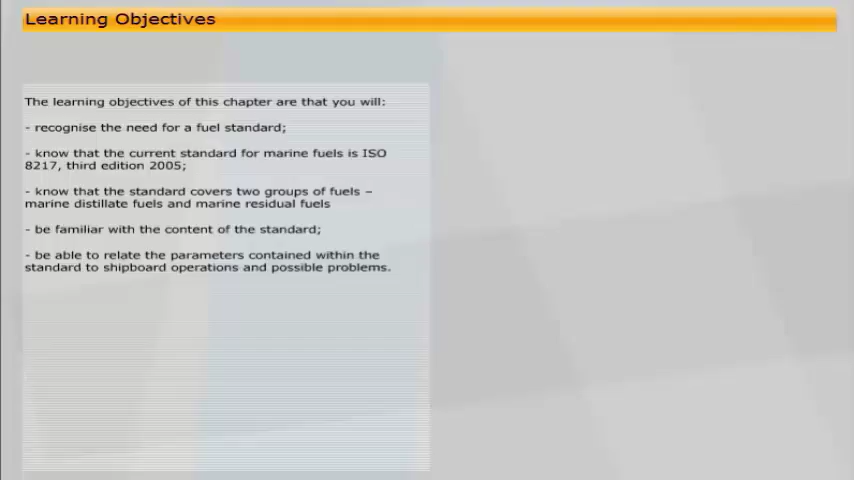 Learning Objectives
The learning objectives of this chapter are that you will:
- recognise the need for a fuel standard;
- know that the current standard for marine fuels is ISO
8217, third edition 2005;
- know that the standard covers two groups of fuels –
marine distillate fuels and marine residual fuels
- be familiar with the content of the standard;
- be able to relate the parameters contained within the
standard to shipboard operations and possible problems.